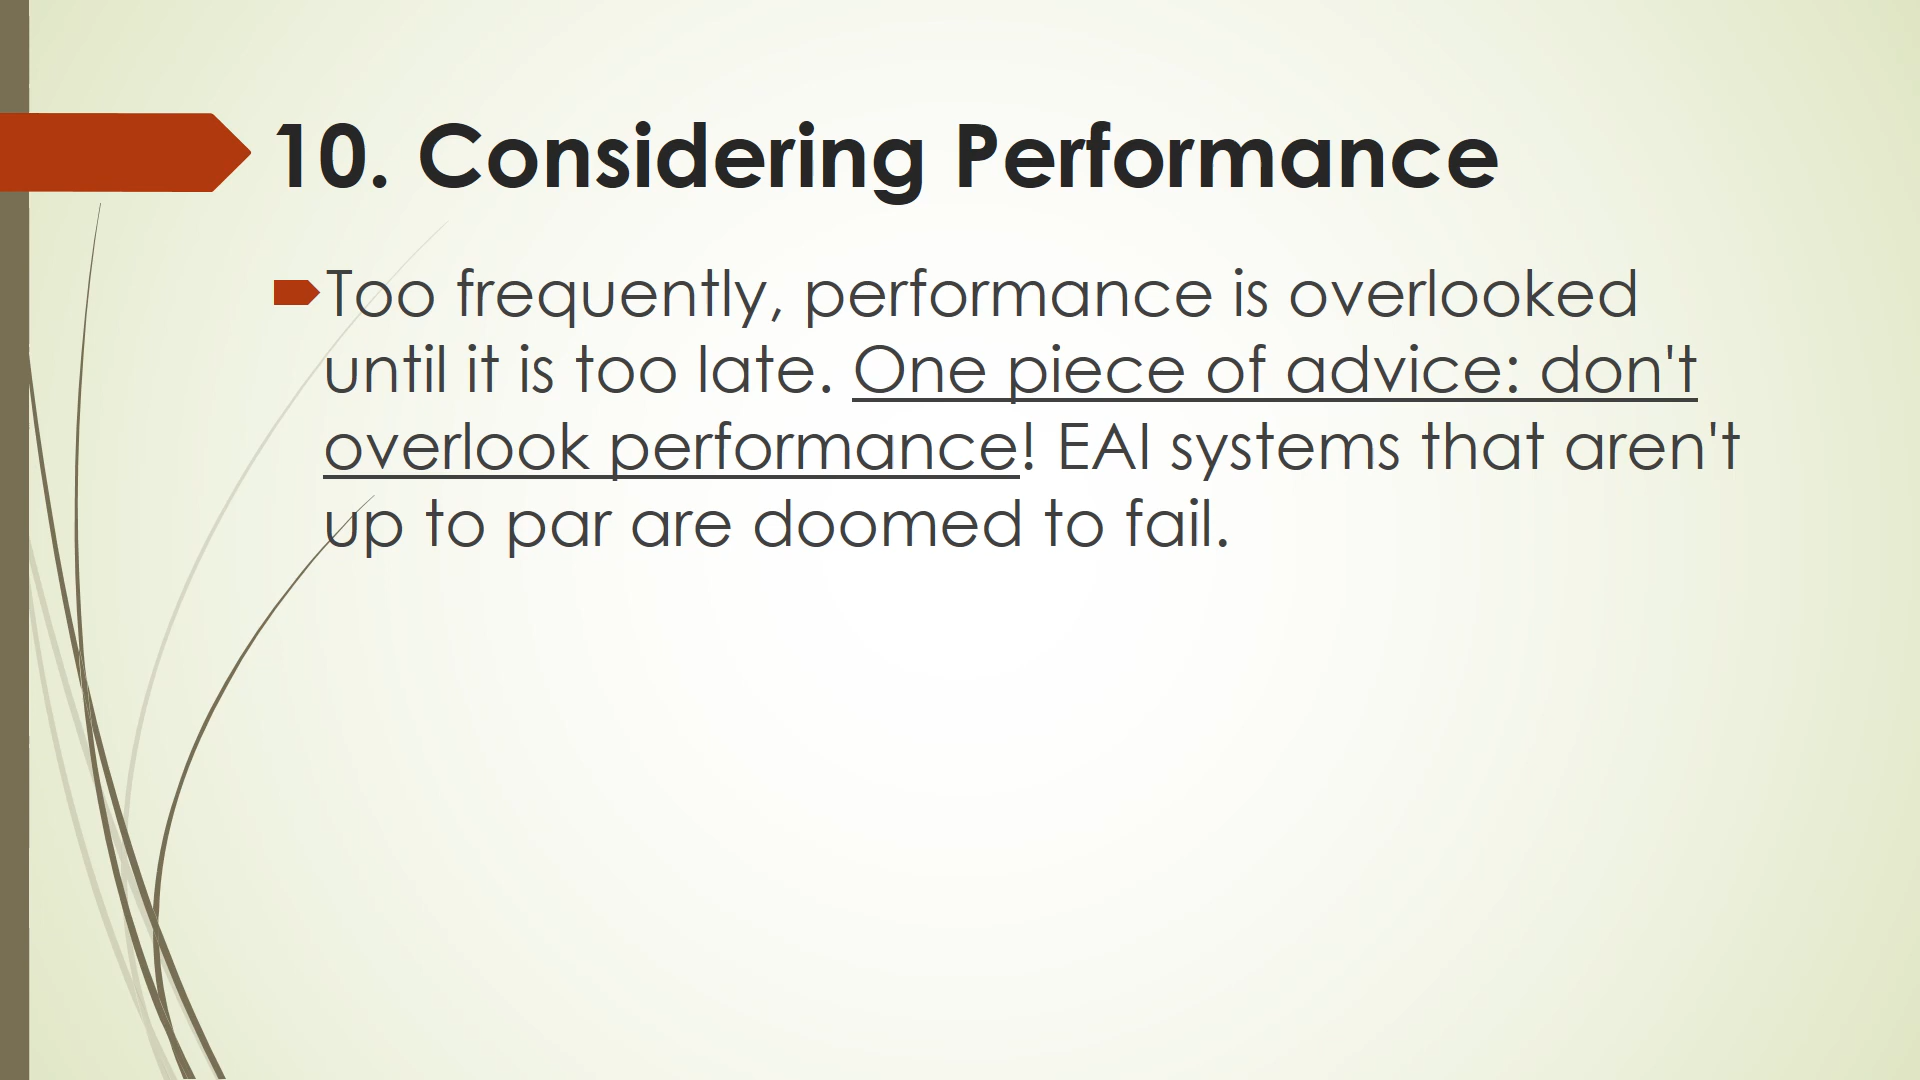 10. Considering Performance
Too frequently, performance is overlooked
until it is too late. One piece of advice: don't
overlook performance! EAI systems that aren't
up to par are doomed to fail.